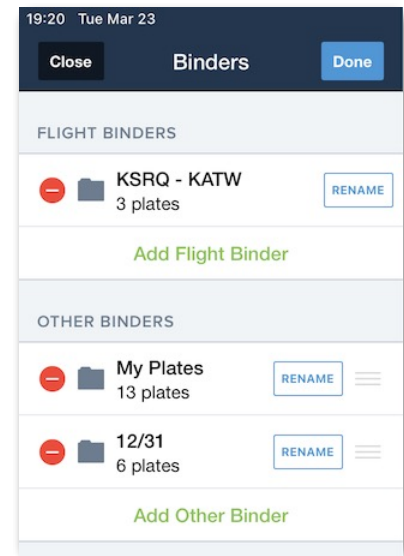 19:20 Tue Mar 23
Close Binders Done
FLIGHT BINDERS
KSRQ - KATW
3 plates
RENAME
Add Flight Binder
OTHER BINDERS
My Plates
13 plates
RENAME
12/31
6 plates
RENAME
Add Other Binder